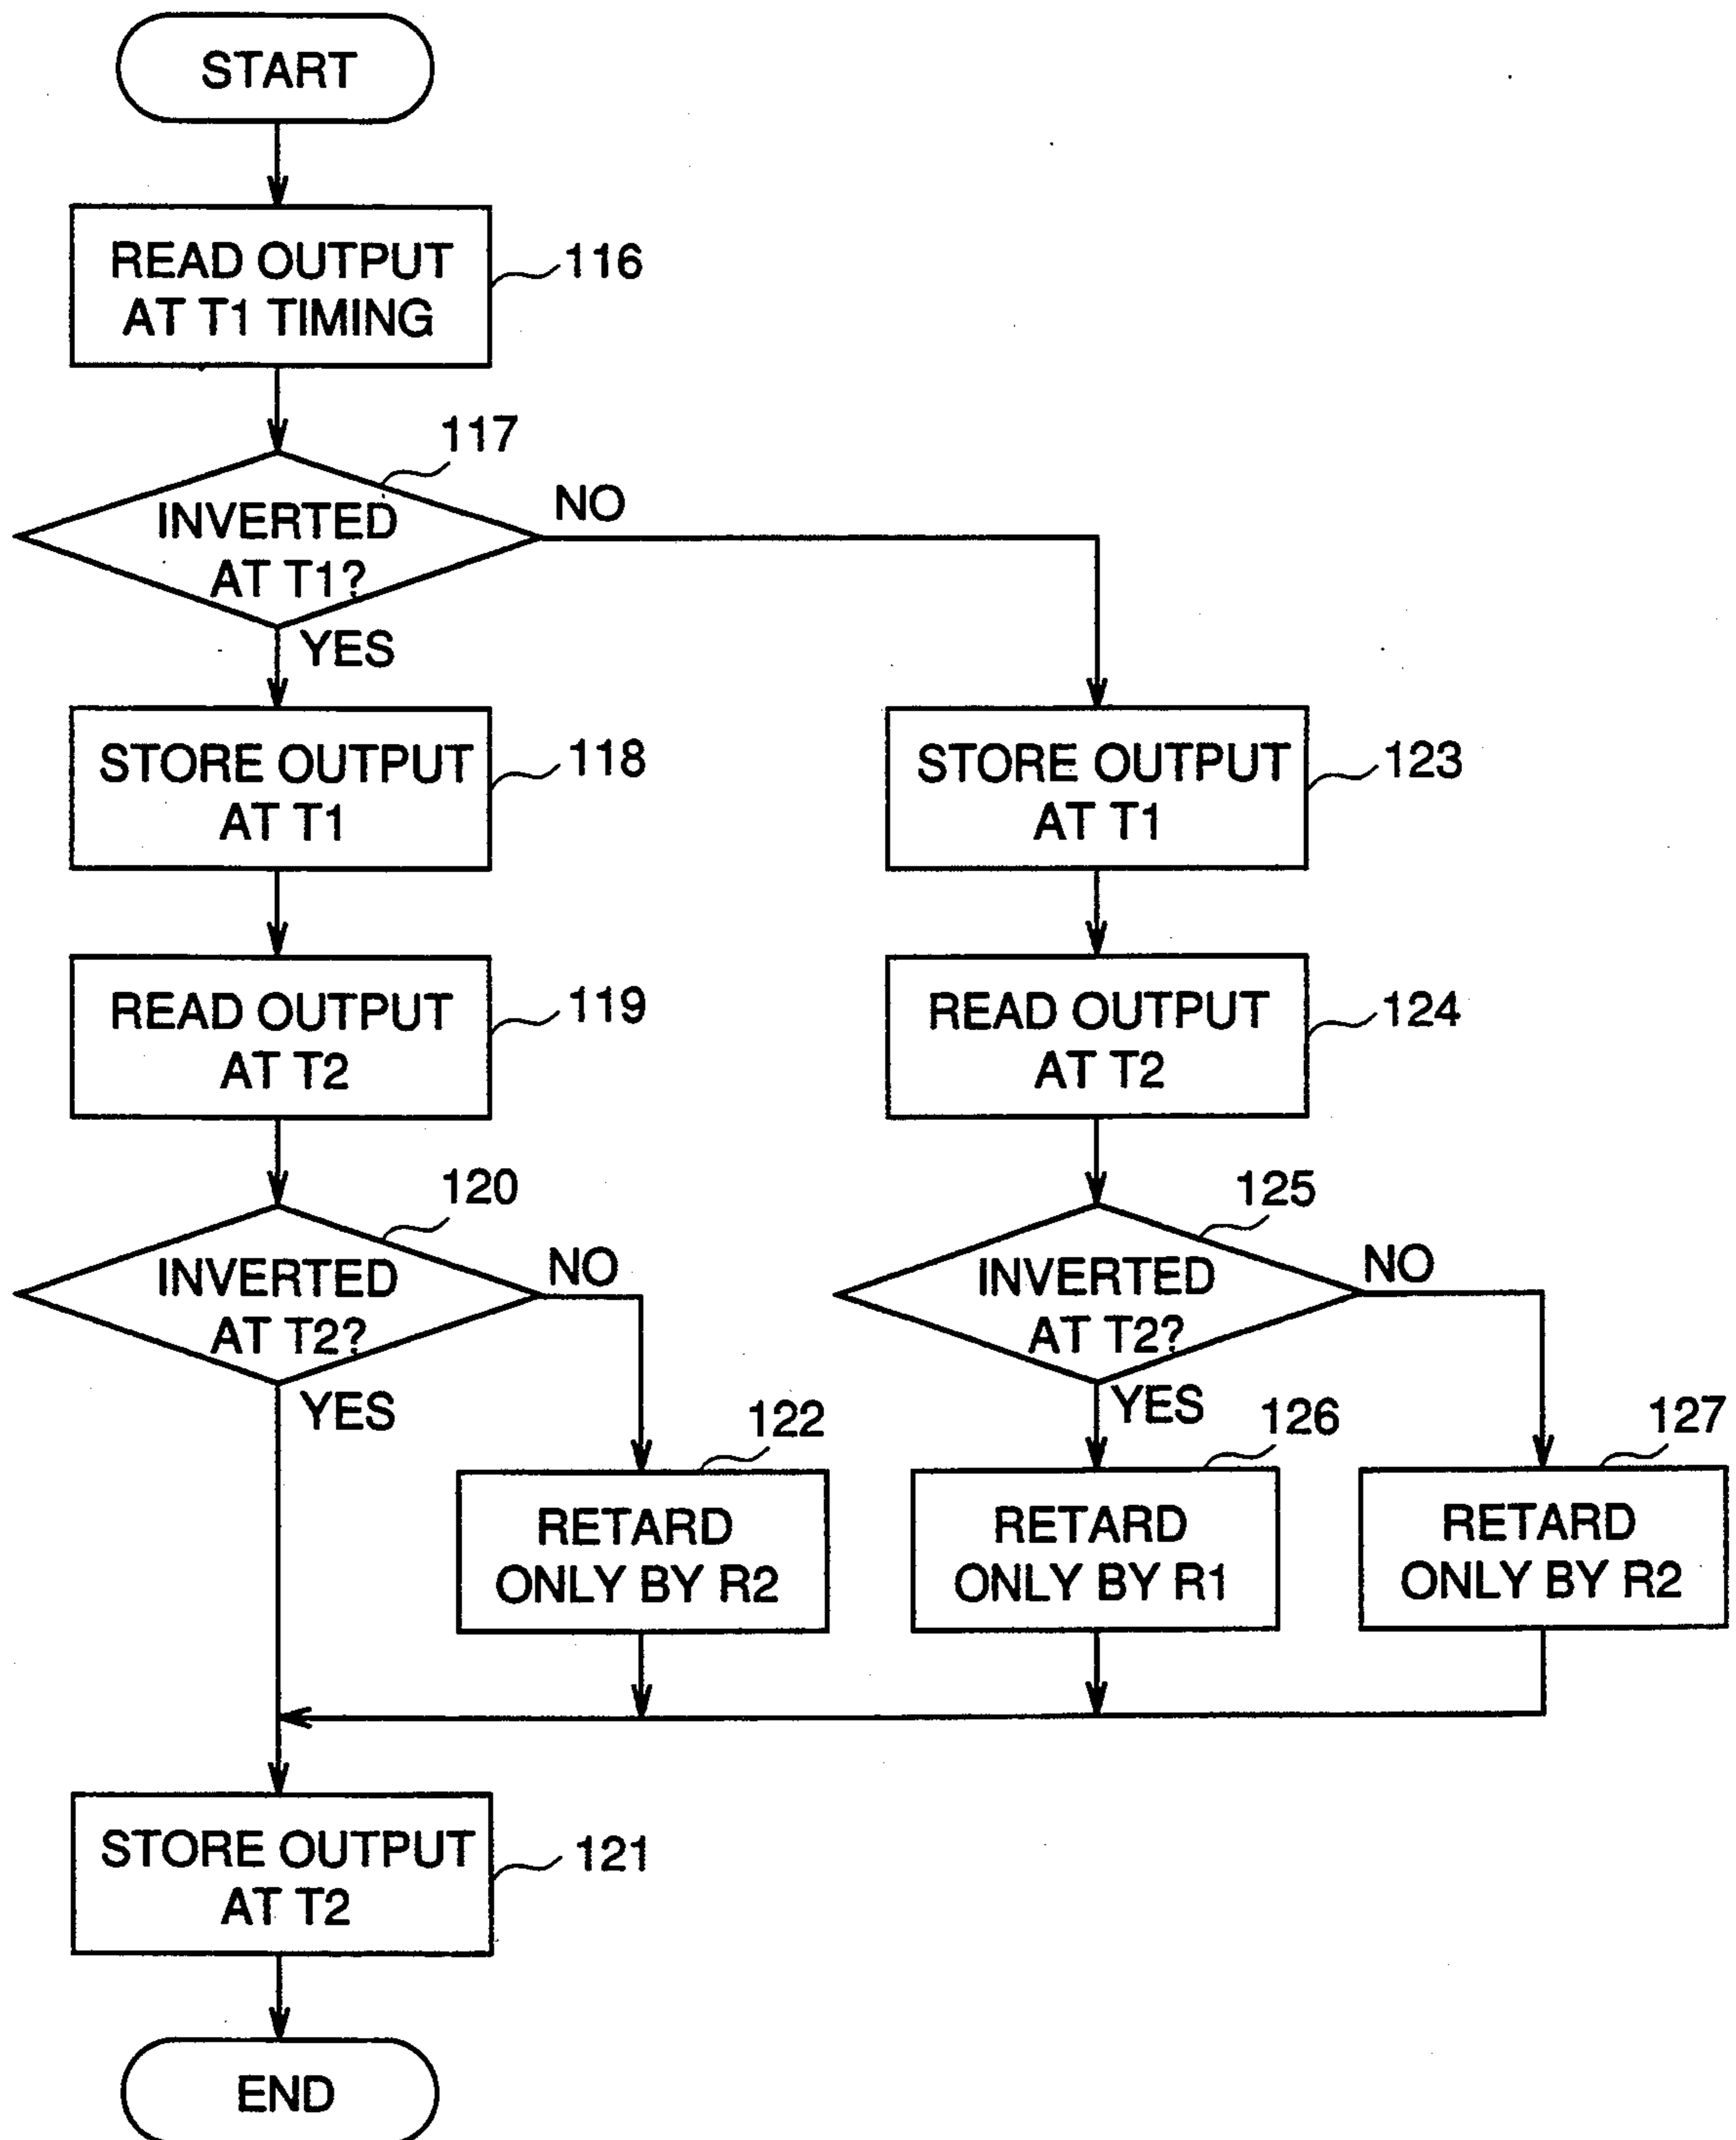 START
READ OUTPUT
AT T1 TIMING
116
117
INVERTED
AT T1?
NO
YES
STORE OUTPUT
AT T1
118
STORE OUTPUT
AT T1
123
READ OUTPUT
AT T2
119
READ OUTPUT
AT T2
124
120
INVERTED
AT T2?
NO
YES
125
INVERTED
AT T2?
NO
YES
122
RETARD
ONLY BY R2
126
RETARD
ONLY BY R1
127
RETARD
ONLY BY R2
STORE OUTPUT
AT T2
121
END